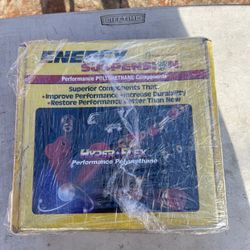 LIFETIME
ENERGY
SUSPENSION
Performance POLYURETHANE Components
Superior Components That
•Improve Performance •Increase Durability
•Restore Performance Better Than New
HYPER-FLEX
Performance Polyurethane